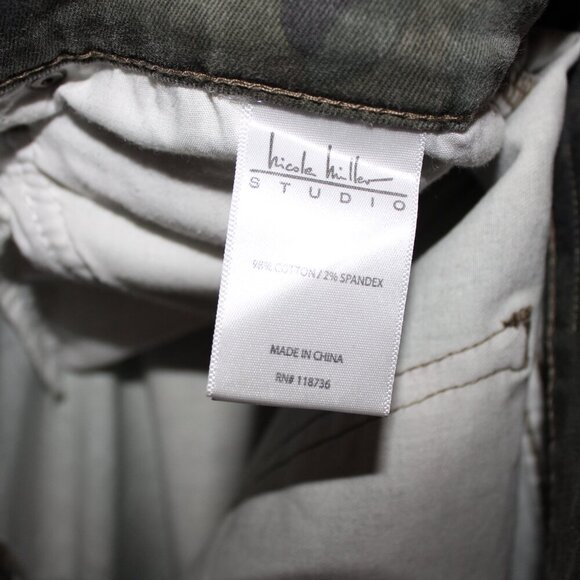 nicole miller
STUDIO
98% COTTON / 2% SPANDEX
MADE IN CHINA
RN# 118736